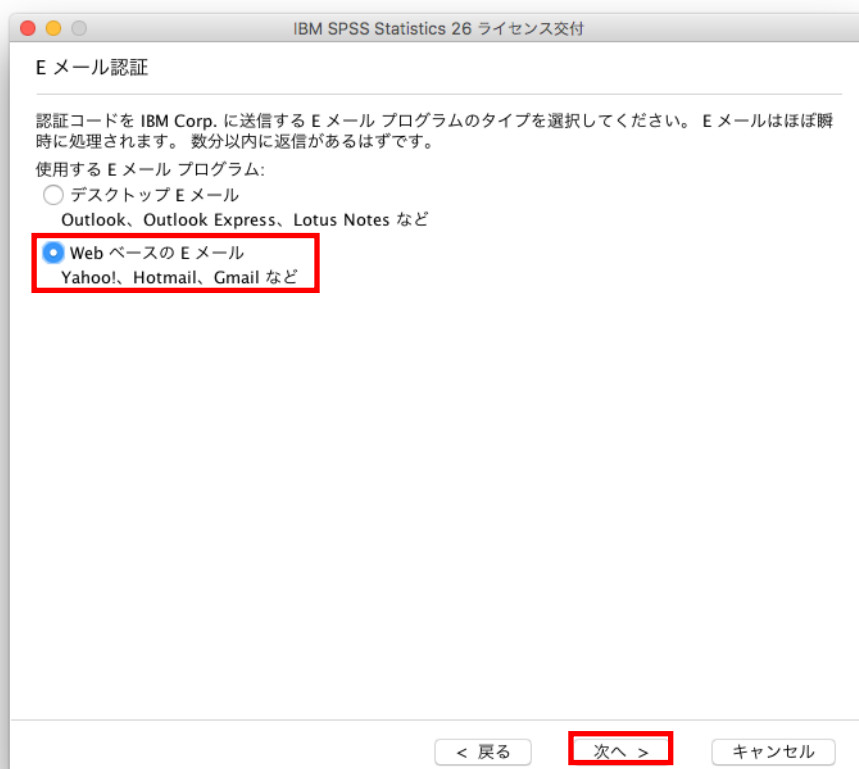 IBM SPSS Statistics 26 ライセンス交付
E メール認証
認証コードを IBM Corp. に送信する E メール プログラムのタイプを選択してください。 E メールはほぼ瞬
時に処理されます。 数分以内に返信があるはずです。
使用する E メール プログラム:
デスクトップ E メール
Outlook、Outlook Express、Lotus Notes など
Web ベースの E メール
Yahoo!、Hotmail、Gmail など
< 戻る 次へ > キャンセル